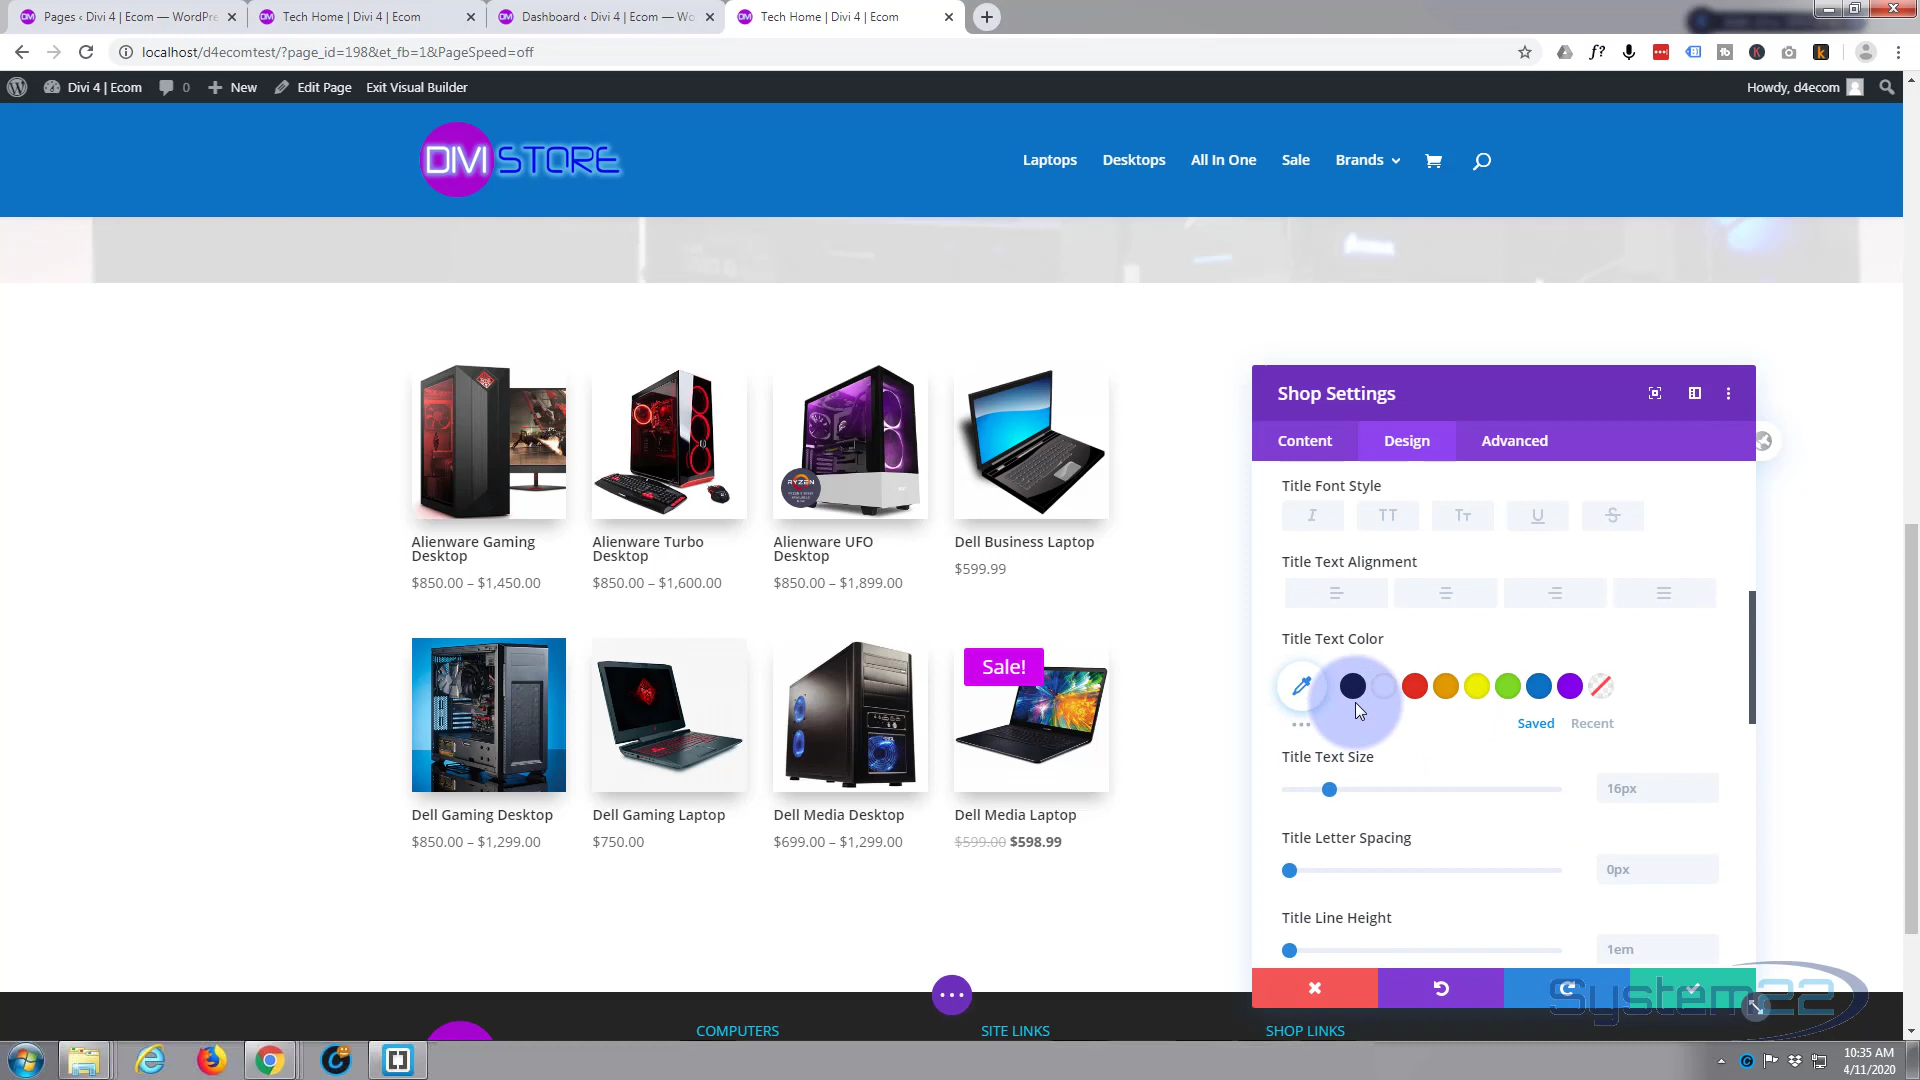 Pages ‹ Divi 4 | Ecom — WordPre
Tech Home | Divi 4 | Ecom
Dashboard ‹ Divi 4 | Ecom — Wo
Tech Home | Divi 4 | Ecom
localhost/d4ecomtest/?page_id=198&et_fb=1&PageSpeed=off
Divi 4 | Ecom
0
New
Edit Page
Exit Visual Builder
Howdy, d4ecom
DIVI STORE
Laptops
Desktops
All In One
Sale
Brands
Alienware Gaming
Desktop
$850.00 – $1,450.00
Alienware Turbo
Desktop
$850.00 – $1,600.00
RYZEN
Alienware UFO
Desktop
$850.00 – $1,899.00
Dell Business Laptop
$599.99
Dell Gaming Desktop
$850.00 – $1,299.00
Dell Gaming Laptop
$750.00
Dell Media Desktop
$699.00 – $1,299.00
Sale!
Dell Media Laptop
$599.00 $598.99
Shop Settings
Content
Design
Advanced
Title Font Style
I
TT
Tт
U
S
Title Text Alignment
Title Text Color
Saved
Recent
Title Text Size
16px
Title Letter Spacing
0px
Title Line Height
1em
System22
COMPUTERS
SITE LINKS
SHOP LINKS
10:35 AM
4/11/2020